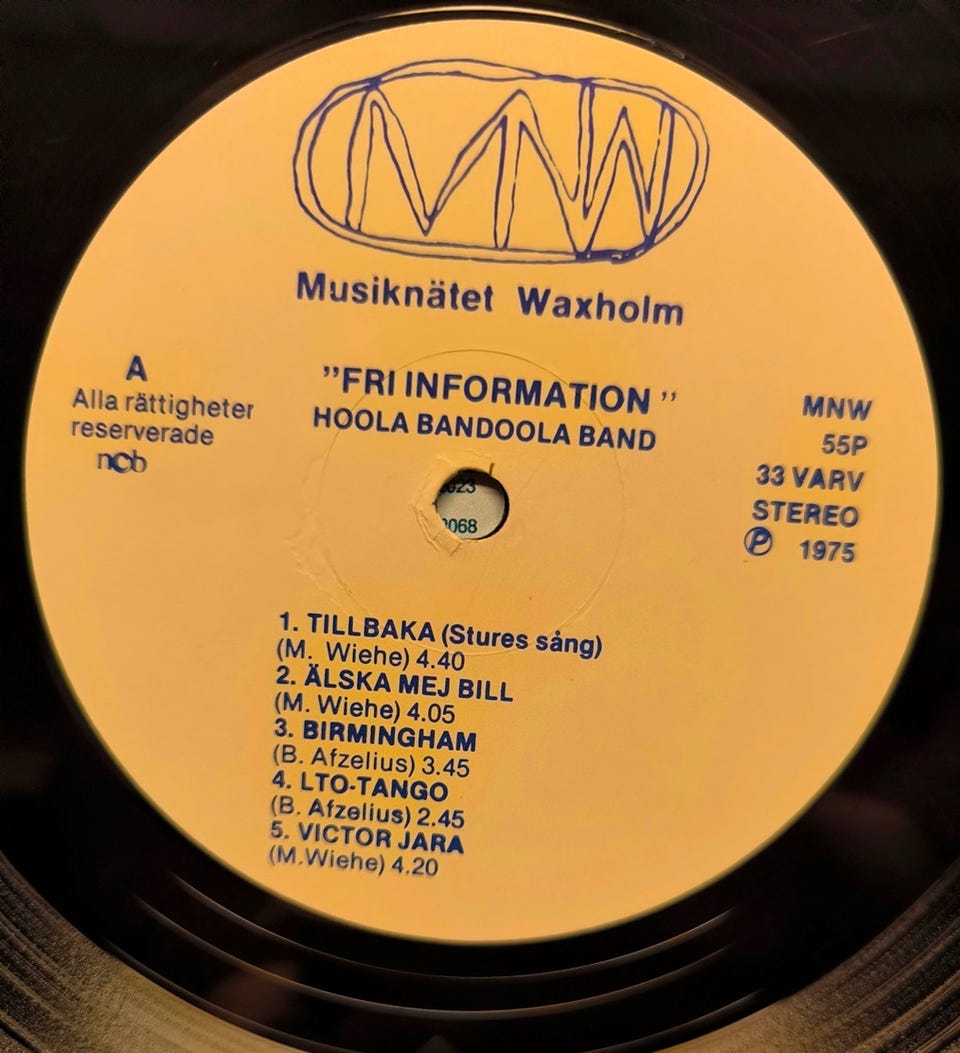 MNW
Musiknätet Waxholm
A
Alla rättigheter
reserverade
ncb
”FRI INFORMATION ”
HOOLA BANDOOLA BAND
MNW
55P
33 VARV
STEREO
Ⓟ 1975
023
068
1. TILLBAKA (Stures sång)
(M. Wiehe) 4.40
2. ÄLSKA MEJ BILL
(M. Wiehe) 4.05
3. BIRMINGHAM
(B. Afzelius) 3.45
4. LTO-TANGO
(B. Afzelius) 2.45
5. VICTOR JARA
(M.Wiehe) 4.20